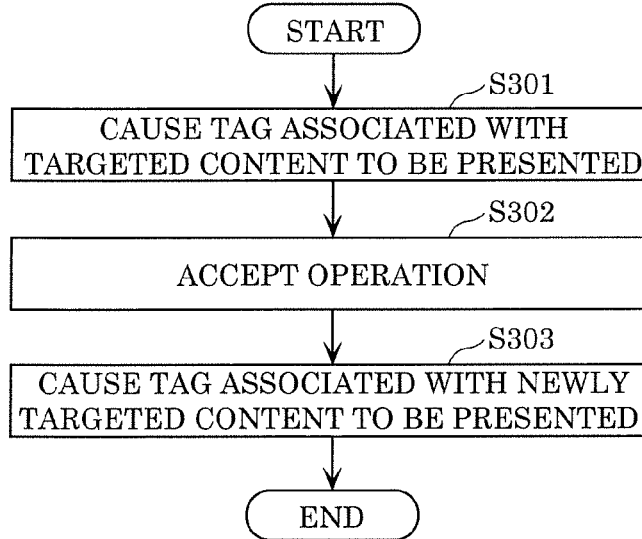 START
S301
CAUSE TAG ASSOCIATED WITH
TARGETED CONTENT TO BE PRESENTED
S302
ACCEPT OPERATION
S303
CAUSE TAG ASSOCIATED WITH NEWLY
TARGETED CONTENT TO BE PRESENTED
END